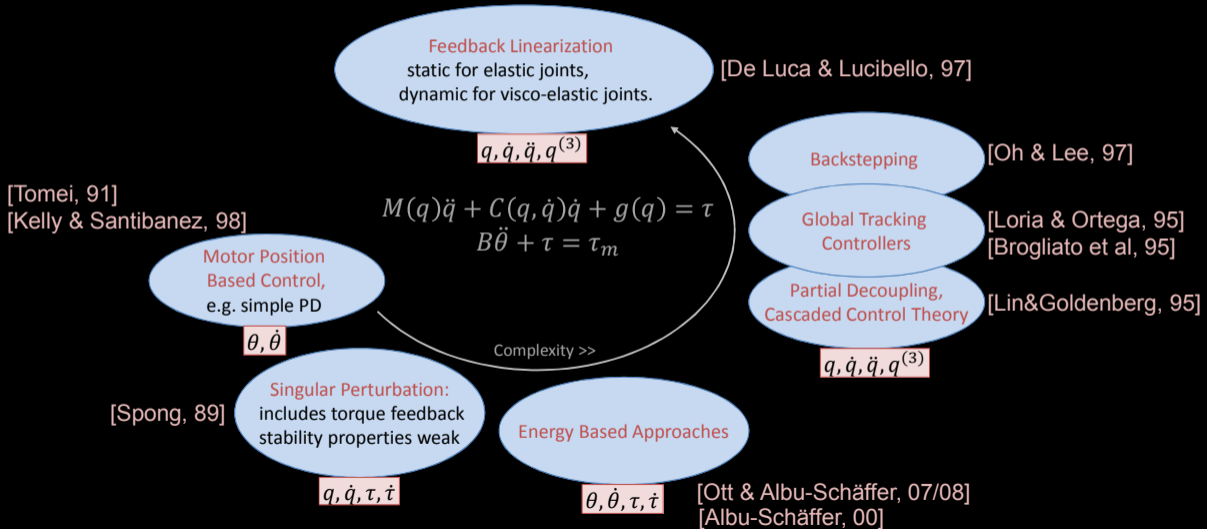 Feedback Linearization
static for elastic joints,
dynamic for visco-elastic joints.
[De Luca & Lucibello, 97]
q, q̇, q̈, q⁽³⁾
Backstepping
[Oh & Lee, 97]
[Tomei, 91]
[Kelly & Santibanez, 98]
M(q)q̈ + C(q, q̇)q̇ + g(q) = τ
Bθ̈ + τ = τₘ
Global Tracking
Controllers
[Loria & Ortega, 95]
[Brogliato et al, 95]
Motor Position
Based Control,
e.g. simple PD
θ, θ̇
Partial Decoupling,
Cascaded Control Theory
[Lin&Goldenberg, 95]
q, q̇, q̈, q⁽³⁾
Complexity >>
Singular Perturbation:
includes torque feedback
stability properties weak
[Spong, 89]
q, q̇, τ, τ̇
Energy Based Approaches
θ, θ̇, τ, τ̇
[Ott & Albu-Schäffer, 07/08]
[Albu-Schäffer, 00]